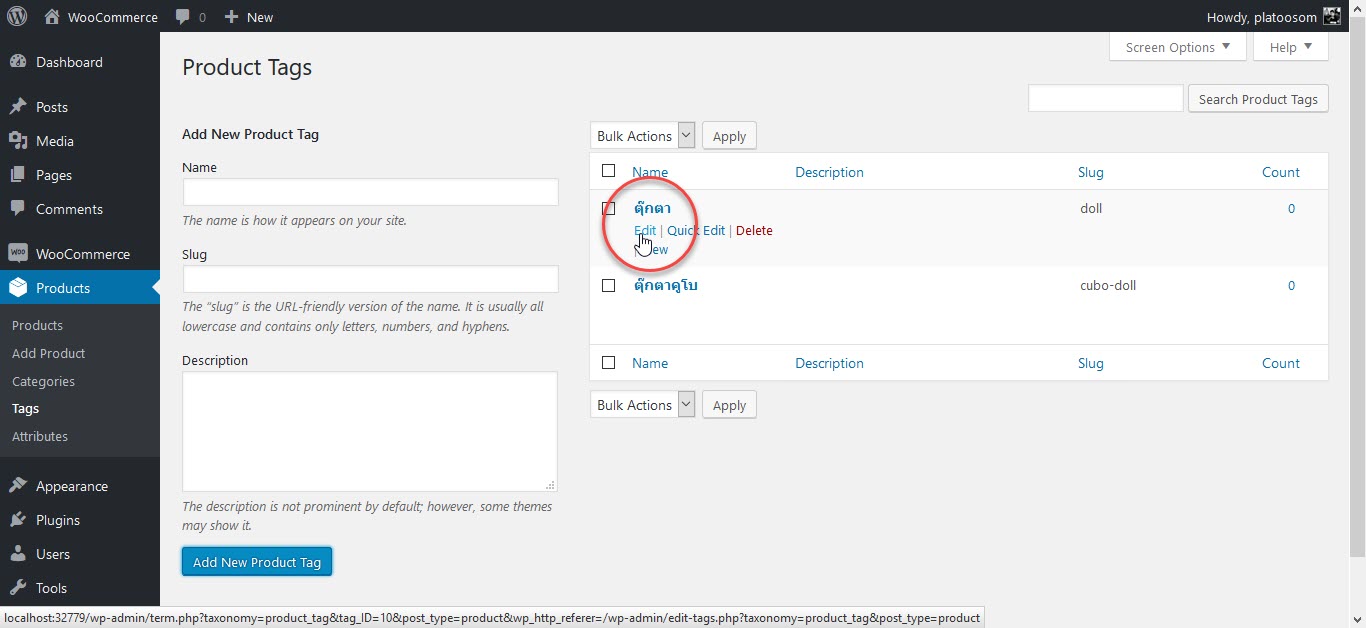 WooCommerce 0 New Howdy, platoosom
Screen Options Help
Dashboard
Posts
Media
Pages
Comments
WOO WooCommerce
Products
Products
Add Product
Categories
Tags
Attributes
Appearance
Plugins
Users
Tools
Product Tags
Search Product Tags
Add New Product Tag
Name
The name is how it appears on your site.
Slug
The “slug” is the URL-friendly version of the name. It is usually all
lowercase and contains only letters, numbers, and hyphens.
Description
The description is not prominent by default; however, some themes
may show it.
Add New Product Tag
Bulk Actions Apply
Name Description Slug Count
ตุ๊กตา doll 0
Edit | Quick Edit | Delete
| View
ตุ๊กตาคูโบ cubo-doll 0
Name Description Slug Count
Bulk Actions Apply
localhost:32779/wp-admin/term.php?taxonomy=product_tag&tag_ID=10&post_type=product&wp_http_referer=/wp-admin/edit-tags.php?taxonomy=product_tag&post_type=product